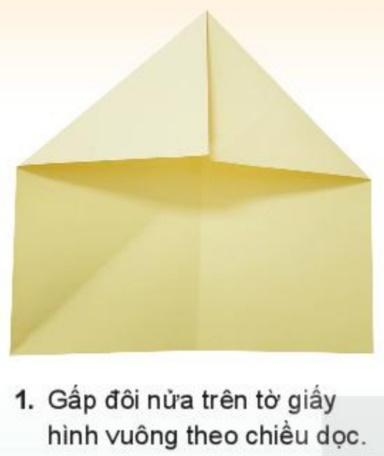 1. Gấp đôi nửa trên tờ giấy
hình vuông theo chiều dọc.